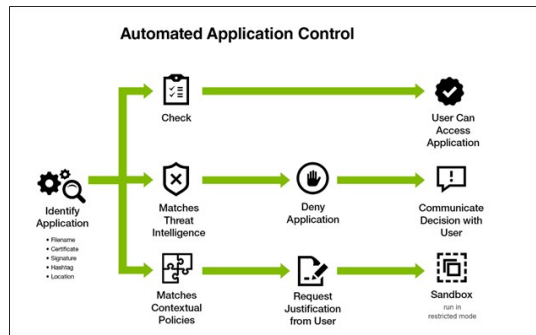 Automated Application Control
Check
User Can
Access
Application
Identify
Application
• Filename
• Certificate
• Signature
• Hashtag
• Location
Matches
Threat
Intelligence
Deny
Application
Communicate
Decision with
User
Matches
Contextual
Policies
Request
Justification
from User
Sandbox
run in
restricted mode